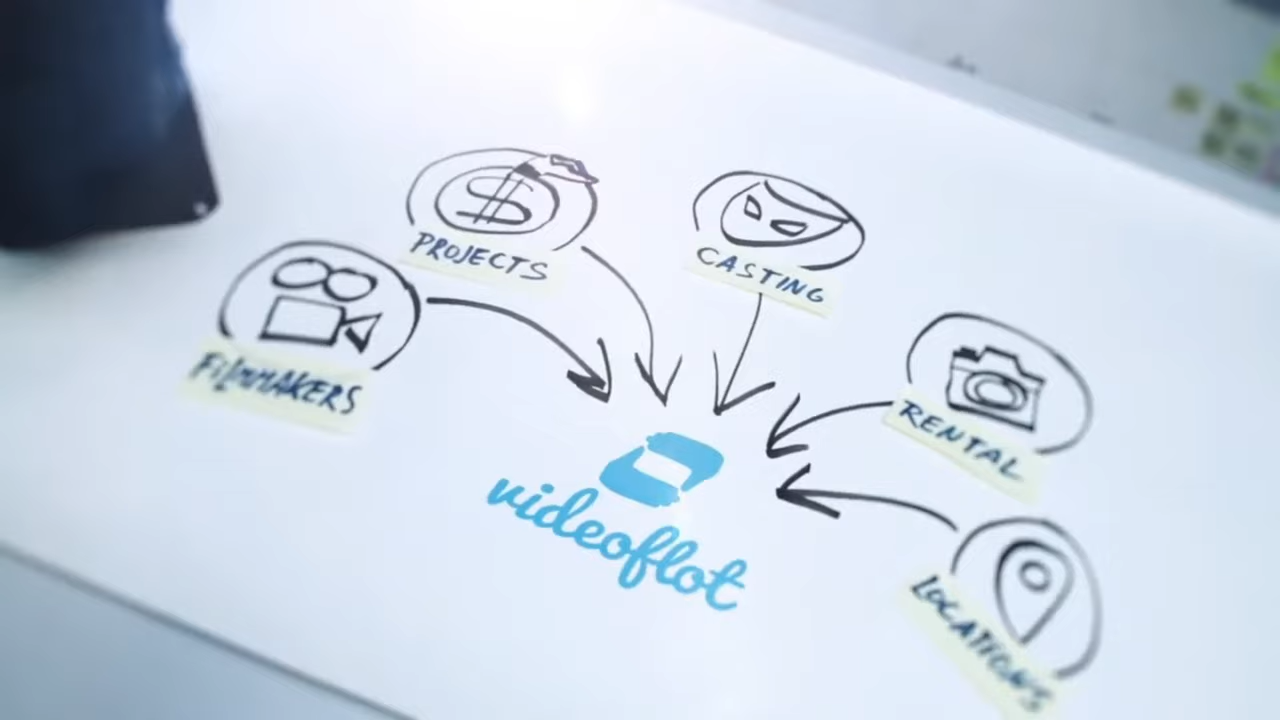 PROJECTS
CASTING
FILMMAKERS
RENTAL
videoflot
LOCATIONS